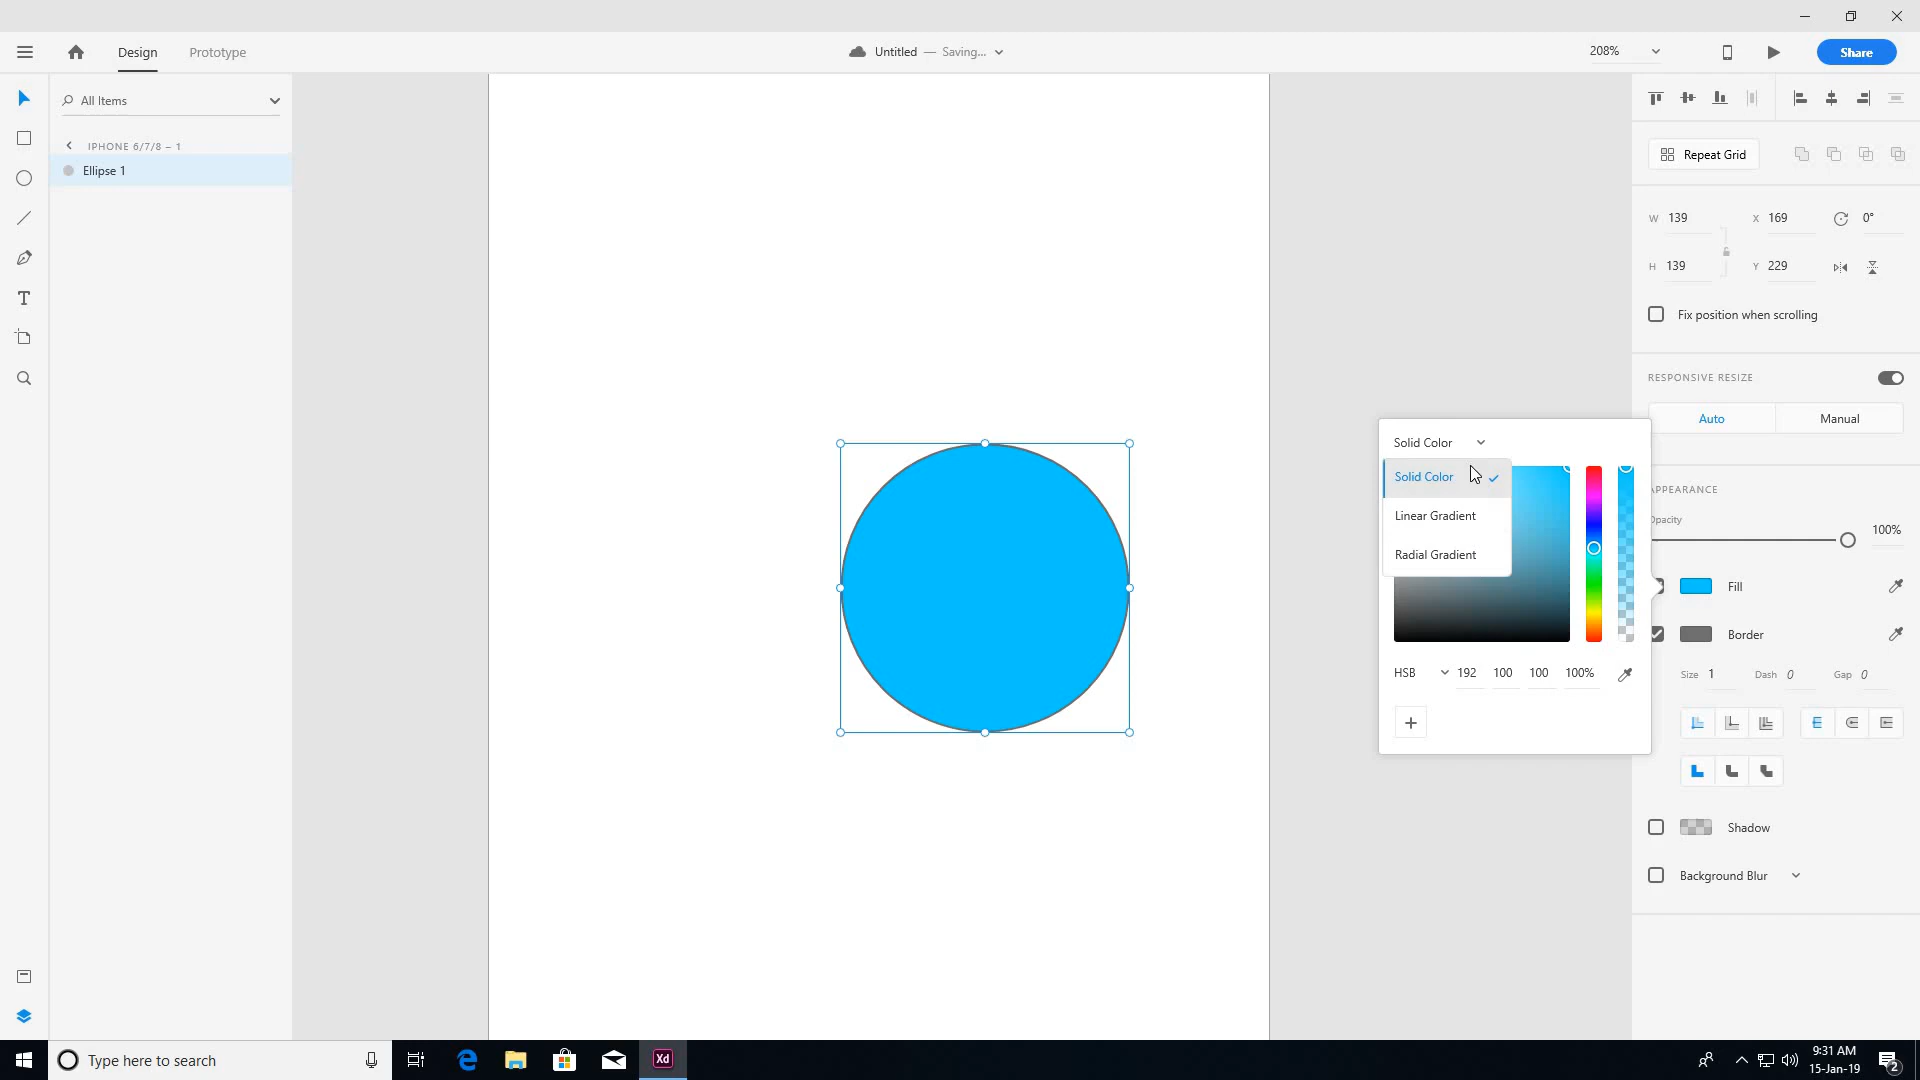 Design
Prototype
Untitled — Saving...
208%
Share
All Items
IPHONE 6/7/8 – 1
Ellipse 1
Repeat Grid
W 139 X 169 0°
H 139 Y 229
Fix position when scrolling
RESPONSIVE RESIZE
Auto Manual
Solid Color
Solid Color
Linear Gradient
Radial Gradient
APPEARANCE
Opacity
100%
Fill
Border
Size 1 Dash 0 Gap 0
HSB 192 100 100 100%
Shadow
Background Blur
Type here to search
Xd
9:31 AM
15-Jan-19
2